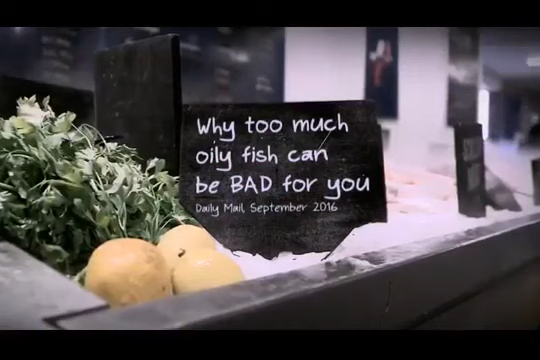 Why too much
oily fish can
be BAD for you
Daily Mail, September 2016